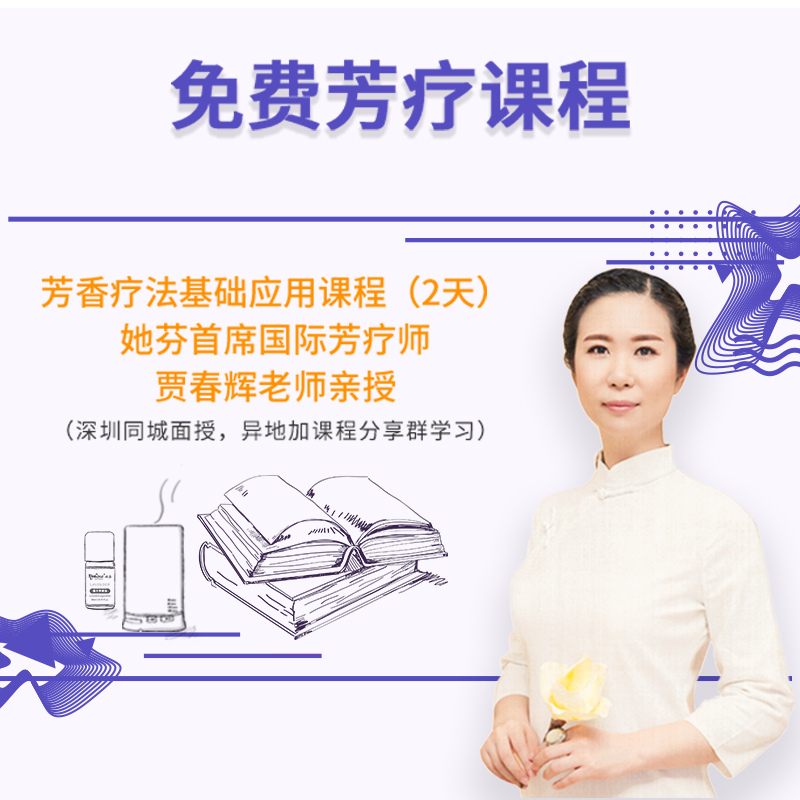 免费芳疗课程
芳香疗法基础应用课程（2天）
她芬首席国际芳疗师
贾春辉老师亲授
（深圳同城面授，异地加课程分享群学习）